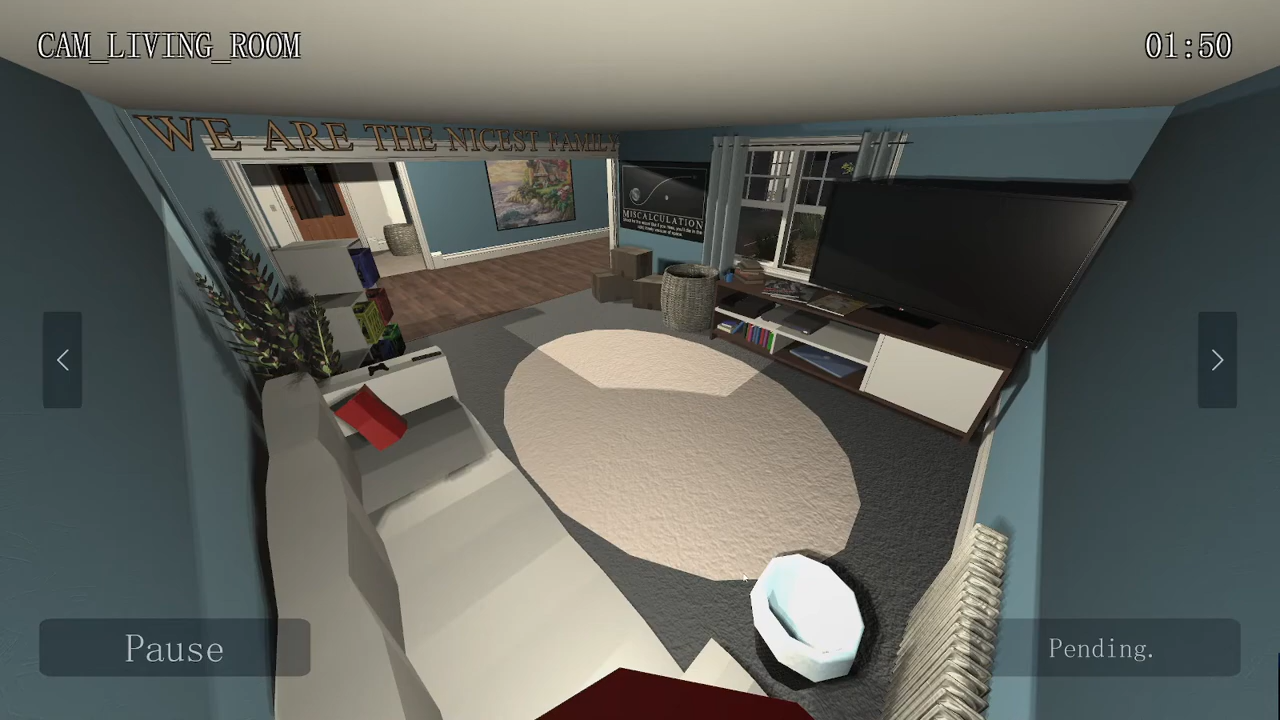 CAM_LIVING_ROOM
01:50
WE ARE THE NICEST FAMILY
MISCALCULATION
Pause
Pending.